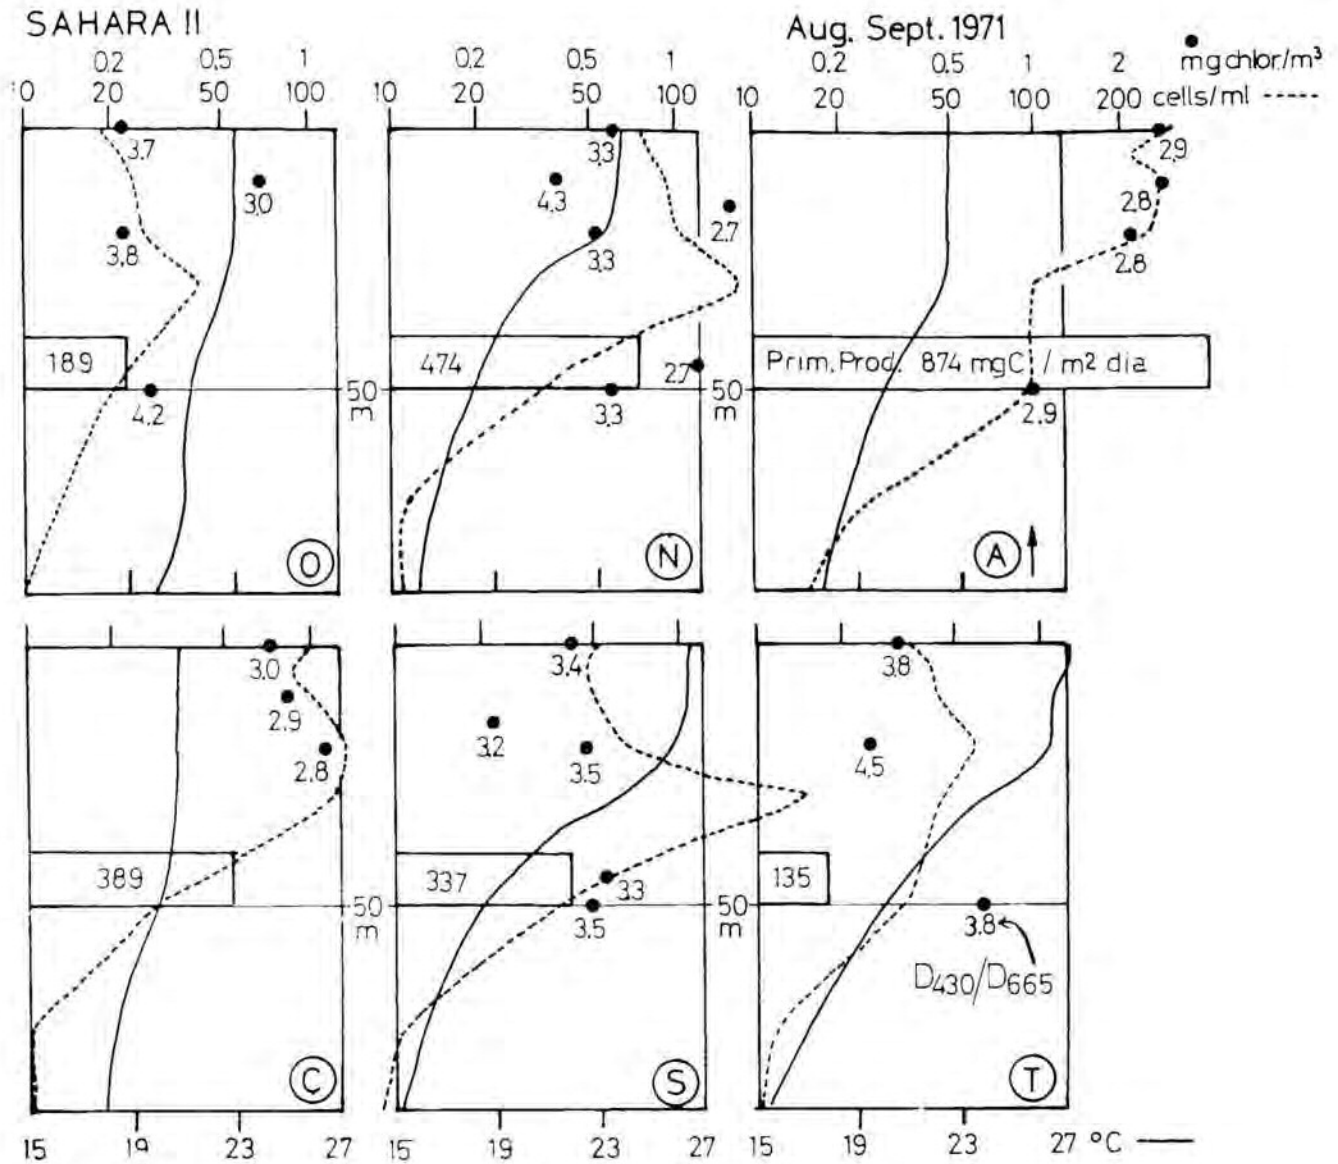 SAHARA II
Aug. Sept. 1971
0,2 0,5 1 0,2 0,5 1 0,2 0,5 1 2 mg chlor./m³
10 20 50 100 10 20 50 100 10 20 50 100 200 cells/ml
3,7 3,3 2,9
3,0 4,3 2,7 2,8
3,8 3,3 2,8
189 474 Prim. Prod. 874 mgC / m2 dia
2,7
4,2 50 m 3,3 50 m 2,9
O N A
3,0 3,4 3,8
2,9
2.8 3,2 3,5 4,5
389 337 33 135
50 m 3,5 50 m 3.8
D430/D665
C S T
15 19 23 27 15 19 23 27 15 19 23 27 °C